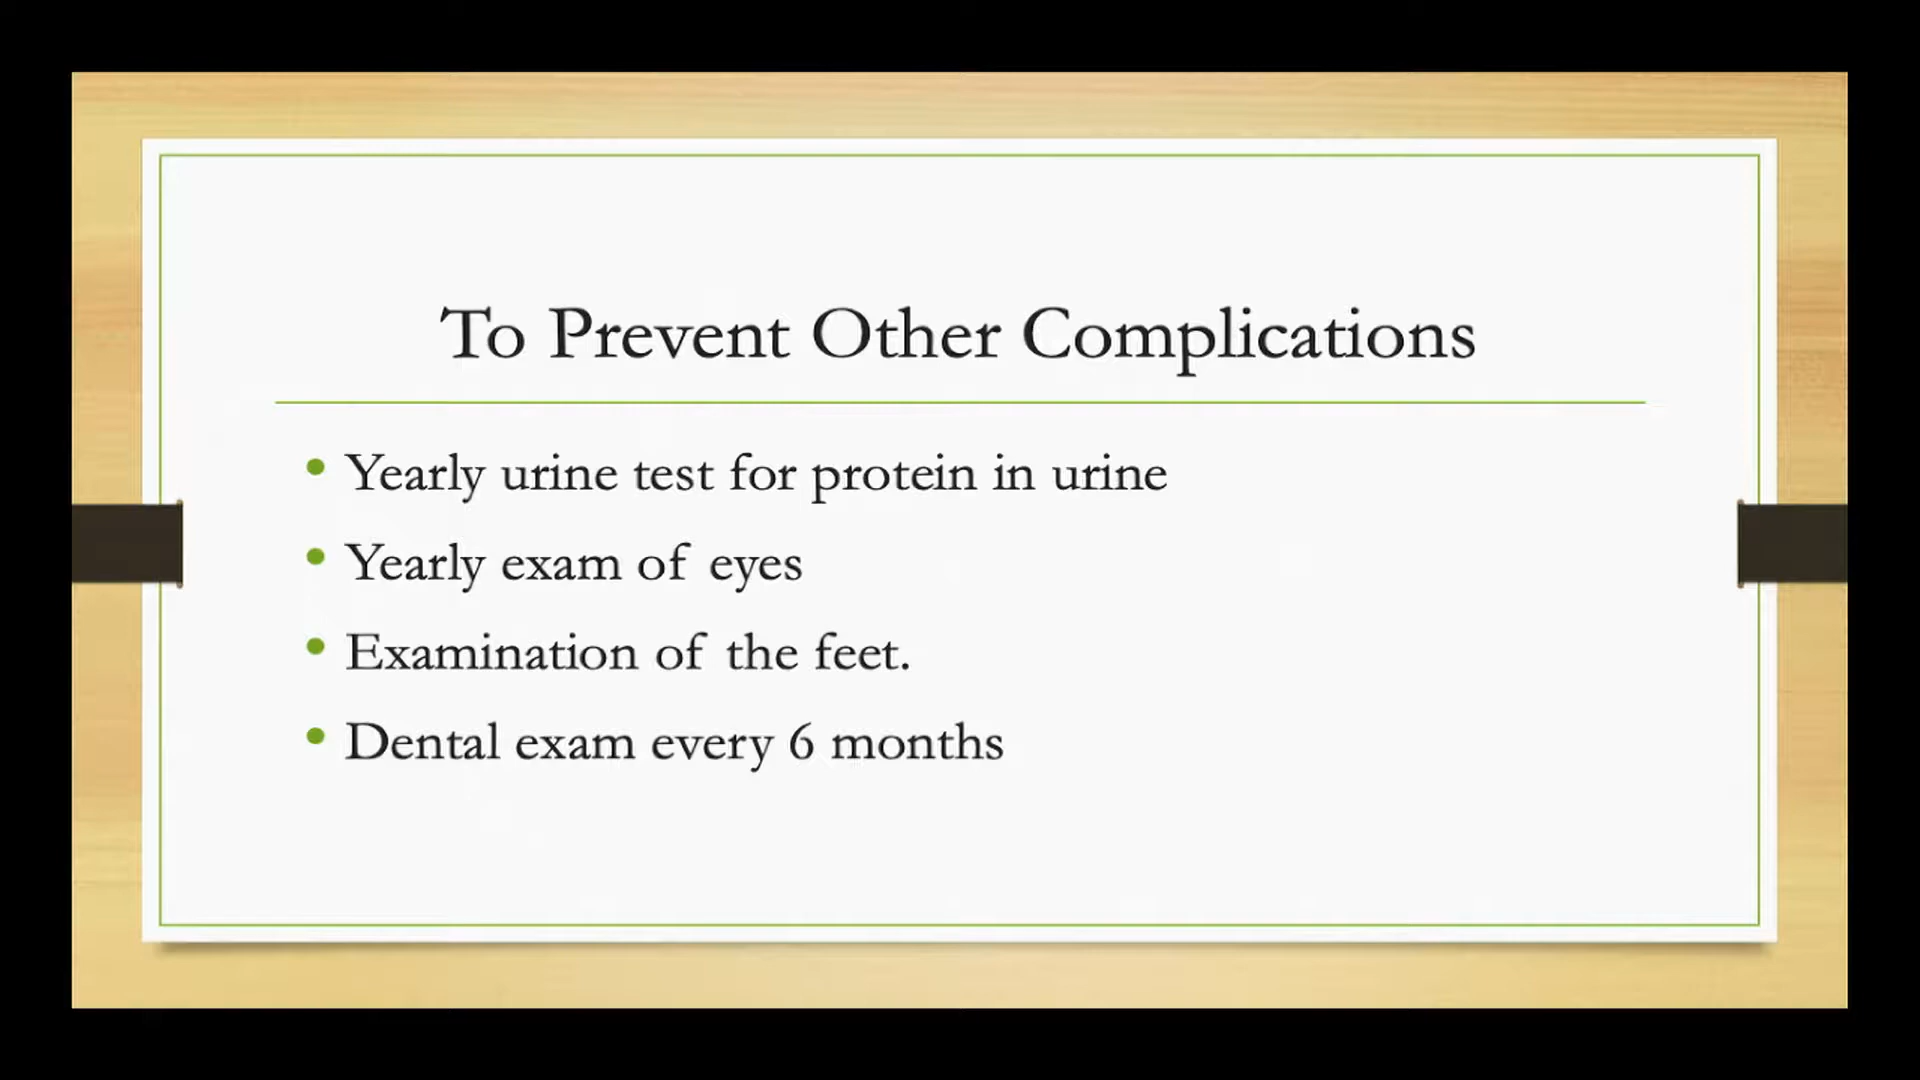 To Prevent Other Complications
• Yearly urine test for protein in urine
• Yearly exam of eyes
• Examination of the feet.
• Dental exam every 6 months